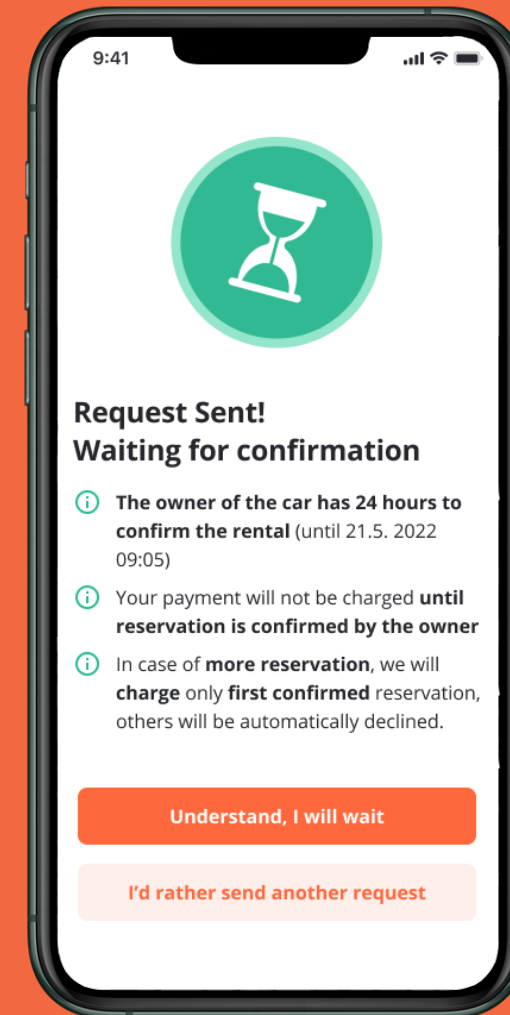 9:41
Request Sent!
Waiting for confirmation
The owner of the car has 24 hours to
confirm the rental (until 21.5. 2022
09:05)
Your payment will not be charged until
reservation is confirmed by the owner
In case of more reservation, we will
charge only first confirmed reservation,
others will be automatically declined.
Understand, I will wait
I’d rather send another request